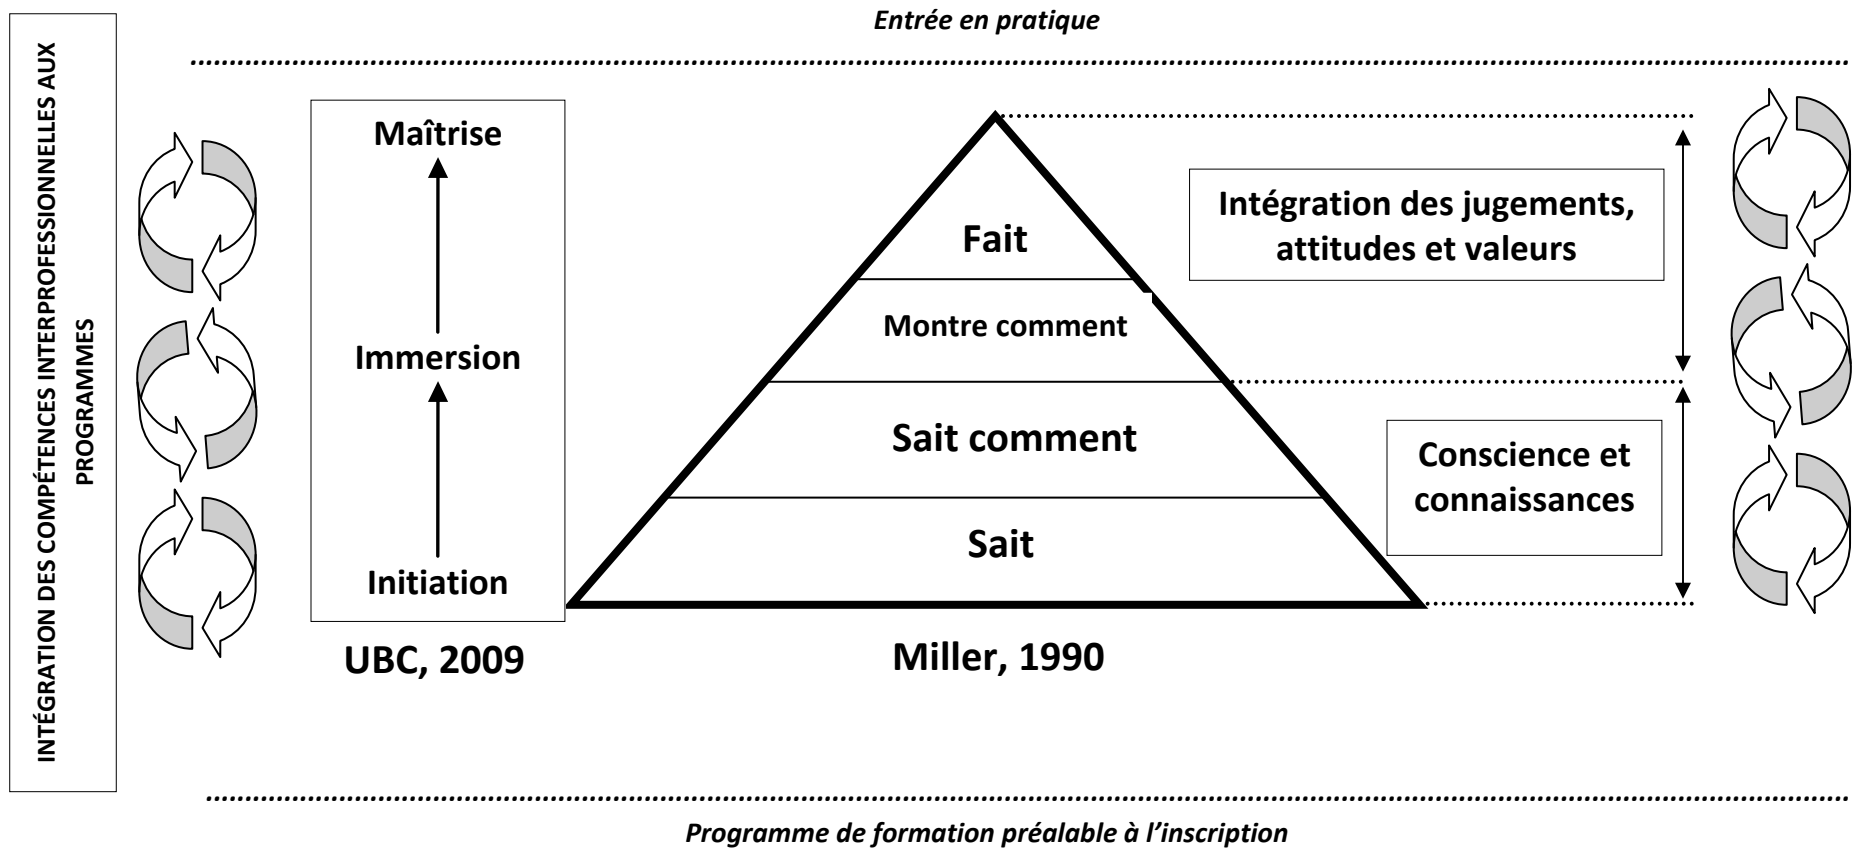 Entrée en pratique
INTÉGRATION DES COMPÉTENCES INTERPROFESSIONNELLES AUX
PROGRAMMES
Maîtrise
Immersion
Initiation
UBC, 2009
Fait
Montre comment
Sait comment
Sait
Miller, 1990
Intégration des jugements,
attitudes et valeurs
Conscience et
connaissances
Programme de formation préalable à l’inscription